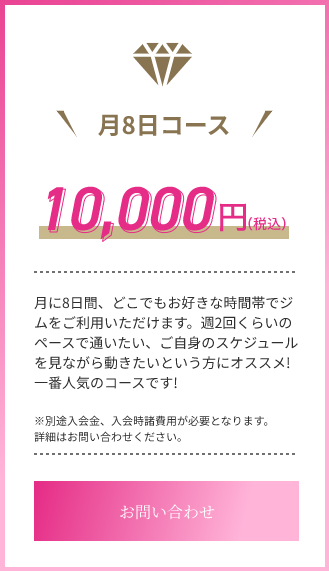 月8日コース
10,000円(税込)
月に8日間、どこでもお好きな時間帯でジ
ムをご利用いただけます。週2回くらいの
ペースで通いたい、ご自身のスケジュール
を見ながら動きたいという方にオススメ!
一番人気のコースです!
※別途入会金、入会時諸費用が必要となります。
詳細はお問い合わせください。
お問い合わせ